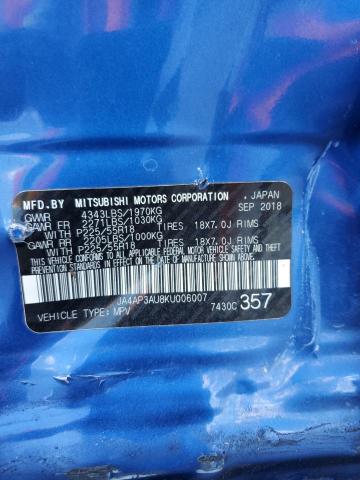 MFD.BY MITSUBISHI MOTORS CORPORATION , JAPAN
GVWR 4343LBS/1970KG SEP 2018
GAWR FR 2271LBS/1030KG
WITH P225/55R18 TIRES 18X7.0J RIMS
GAWR RR 2205LBS/1000KG
WITH P225/55R18 TIRES 18X7.0J RIMS
THIS VEHICLE CONFORMS TO ALL APPLICABLE FEDERAL
MOTOR VEHICLE SAFETY, BUMPER AND THEFT
PREVENTION STANDARDS IN EFFECT ON THE DATE OF
MANUFACTURE SHOWN ABOVE.
JA4AP3AU8KU006007
VEHICLE TYPE: MPV 7430C 357